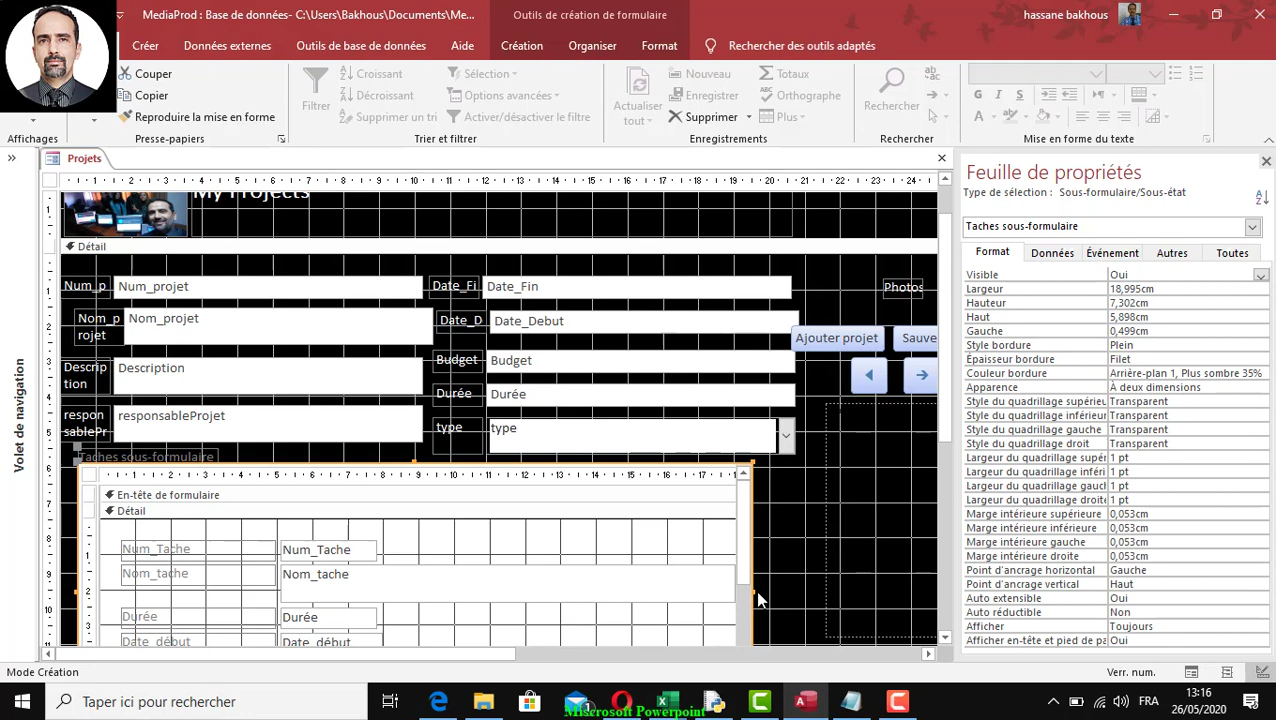 MediaProd : Base de données- C:\Users\Bakhous\Documents\Me...
Outils de création de formulaire
hassane bakhous
Créer
Données externes
Outils de base de données
Aide
Création
Organiser
Format
Rechercher des outils adaptés
Couper
Copier
Reproduire la mise en forme
Filtrer
Croissant
Décroissant
Supprimer un tri
Sélection
Options avancées
Activer/désactiver le filtre
Actualiser
tout
Nouveau
Enregistrer
Supprimer
Totaux
Orthographe
Plus
Rechercher
G I S
Affichages
Presse-papiers
Trier et filtrer
Enregistrements
Rechercher
Mise en forme du texte
Projets
My Projects
Détail
Num_p
Num_projet
Date_Fi
Date_Fin
Photos
Nom_p
rojet
Nom_projet
Date_D
Date_Debut
Ajouter projet
Sauve
Descrip
tion
Description
Budget
Budget
Durée
Durée
respon
sablePr
responsableProjet
type
type
Taches sous-formulaire
En-tête de formulaire
Détail
Num_Tache
Num_Tache
Nom_tache
Nom_tache
Durée
Durée
Date_début
Date_début
Volet de navigation
Feuille de propriétés
Type de sélection : Sous-formulaire/Sous-état
Taches sous-formulaire
Format
Données
Événement
Autres
Toutes
Visible Oui
Largeur 18,995cm
Hauteur 7,302cm
Haut 5,898cm
Gauche 0,499cm
Style bordure Plein
Épaisseur bordure Filet
Couleur bordure Arrière-plan 1, Plus sombre 35%
Apparence À deux dimensions
Style du quadrillage supérieu Transparent
Style du quadrillage inférieur Transparent
Style du quadrillage gauche Transparent
Style du quadrillage droit Transparent
Largeur du quadrillage supér 1 pt
Largeur du quadrillage inféri 1 pt
Largeur du quadrillage gauc 1 pt
Largeur du quadrillage droite 1 pt
Marge intérieure supérieure 0,053cm
Marge intérieure inférieure 0,053cm
Marge intérieure gauche 0,053cm
Marge intérieure droite 0,053cm
Point d'ancrage horizontal Gauche
Point d'ancrage vertical Haut
Auto extensible Oui
Auto réductible Non
Afficher Toujours
Afficher en-tête et pied de pa Oui
Mode Création
Verr. num.
Taper ici pour rechercher
Miscrosoft Powerpoint
FRA
13:16
26/05/2020